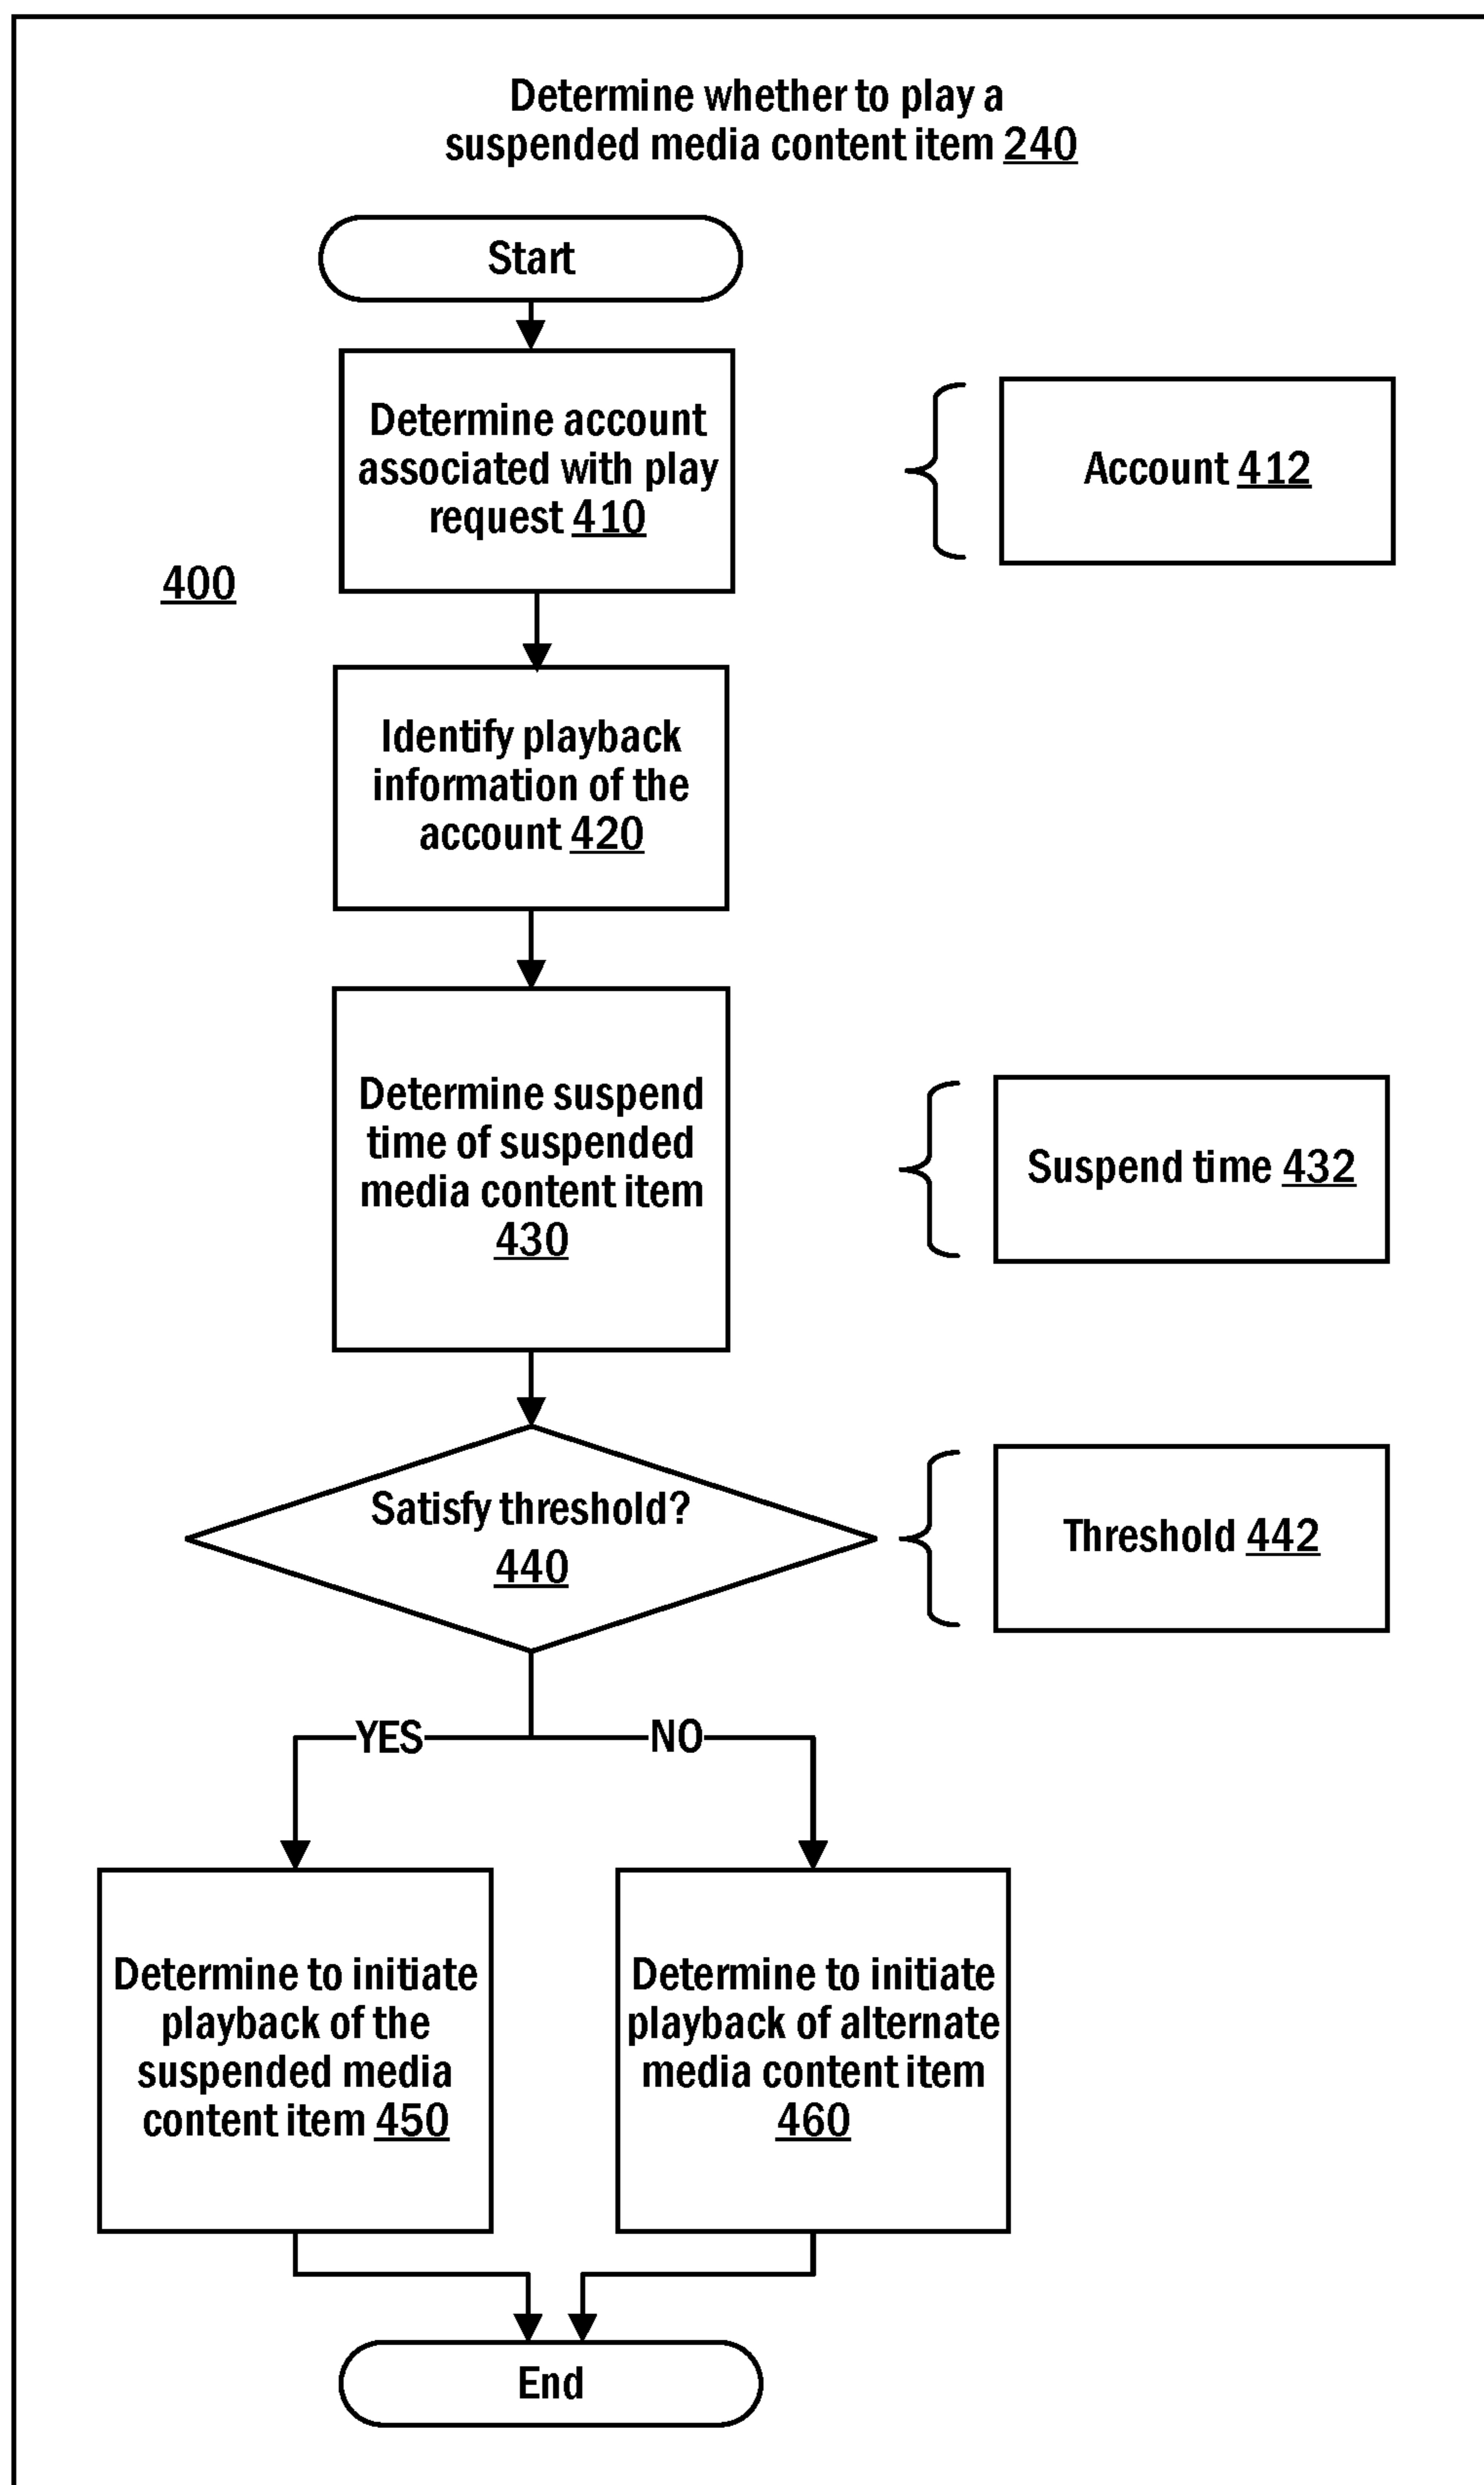 Determine whether to play a
suspended media content item 240
Start
Determine account
associated with play
request 410
Account 412
400
Identify playback
information of the
account 420
Determine suspend
time of suspended
media content item
430
Suspend time 432
Satisfy threshold?
440
Threshold 442
YES
NO
Determine to initiate
playback of the
suspended media
content item 450
Determine to initiate
playback of alternate
media content item
460
End